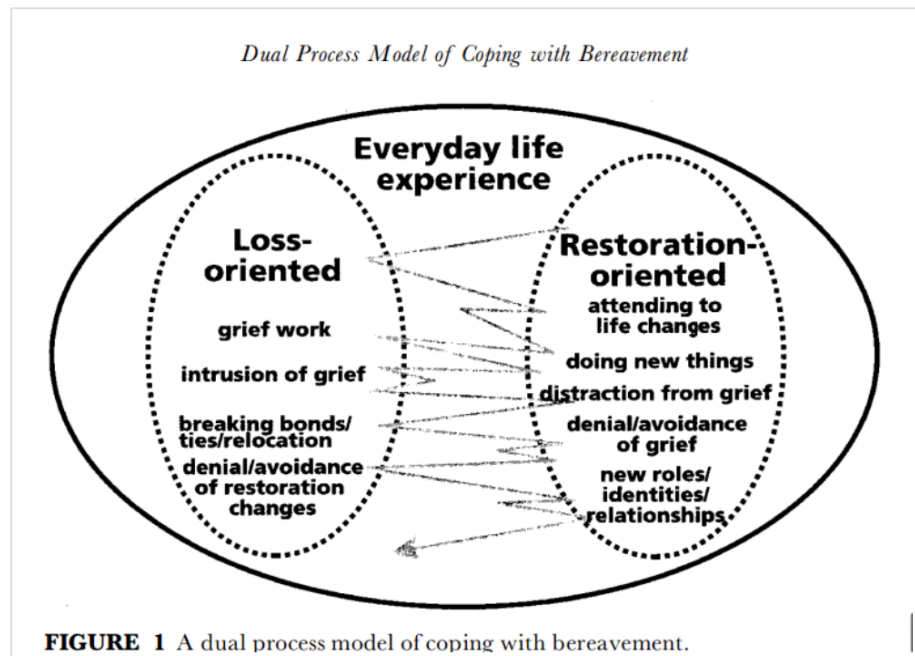 Dual Process Model of Coping with Bereavement
Everyday life
experience
Loss-
oriented
grief work
intrusion of grief
breaking bonds/
ties/relocation
denial/avoidance
of restoration
changes
Restoration-
oriented
attending to
life changes
doing new things
distraction from grief
denial/avoidance
of grief
new roles/
identities/
relationships
FIGURE 1 A dual process model of coping with bereavement.